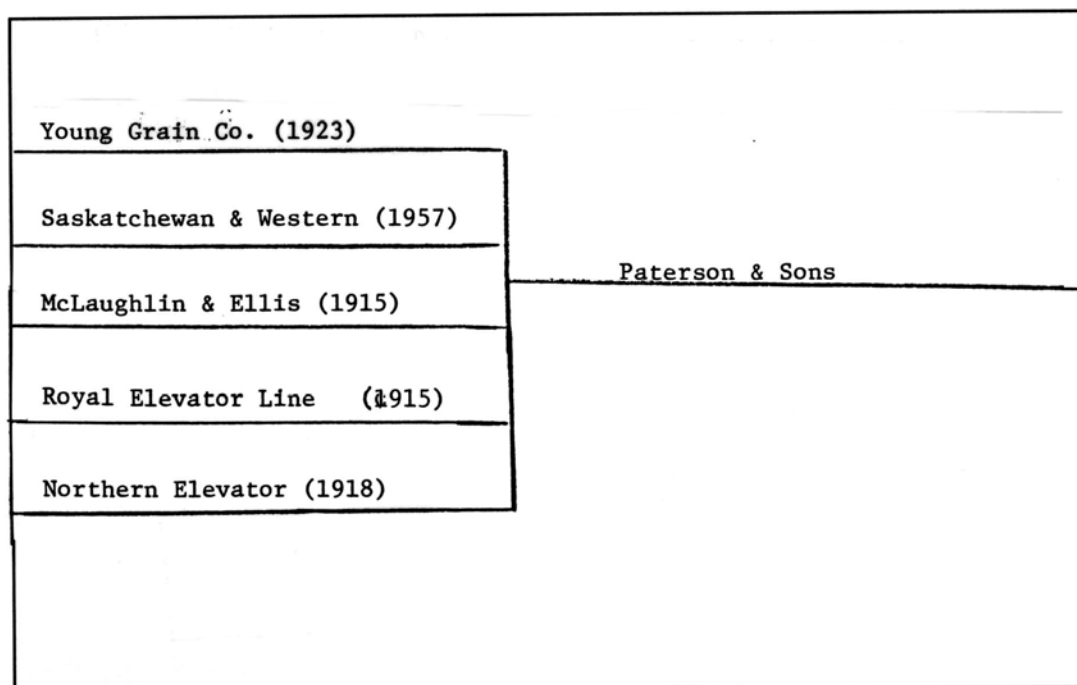 Young Grain Co. (1923)
Saskatchewan & Western (1957)
Paterson & Sons
McLaughlin & Ellis (1915)
Royal Elevator Line (1915)
Northern Elevator (1918)